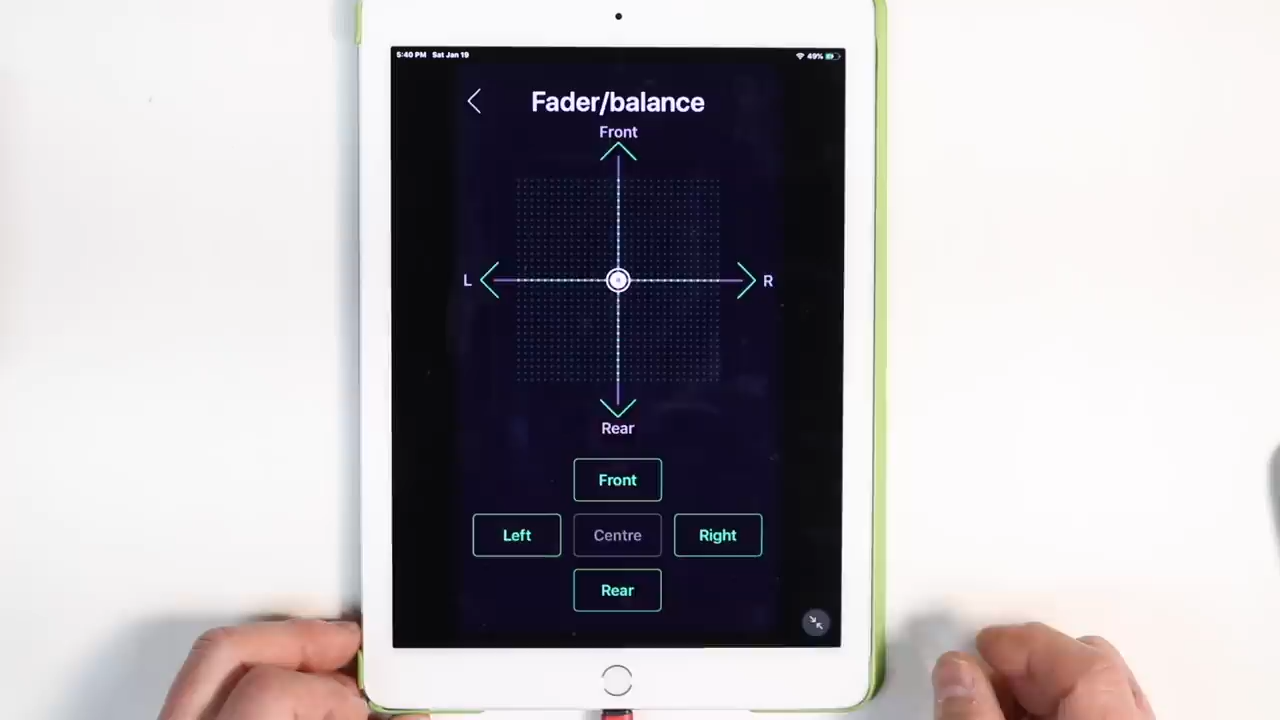 5:40 PM Sat Jan 19
49%
Fader/balance
Front
L
R
Rear
Front
Left
Centre
Right
Rear